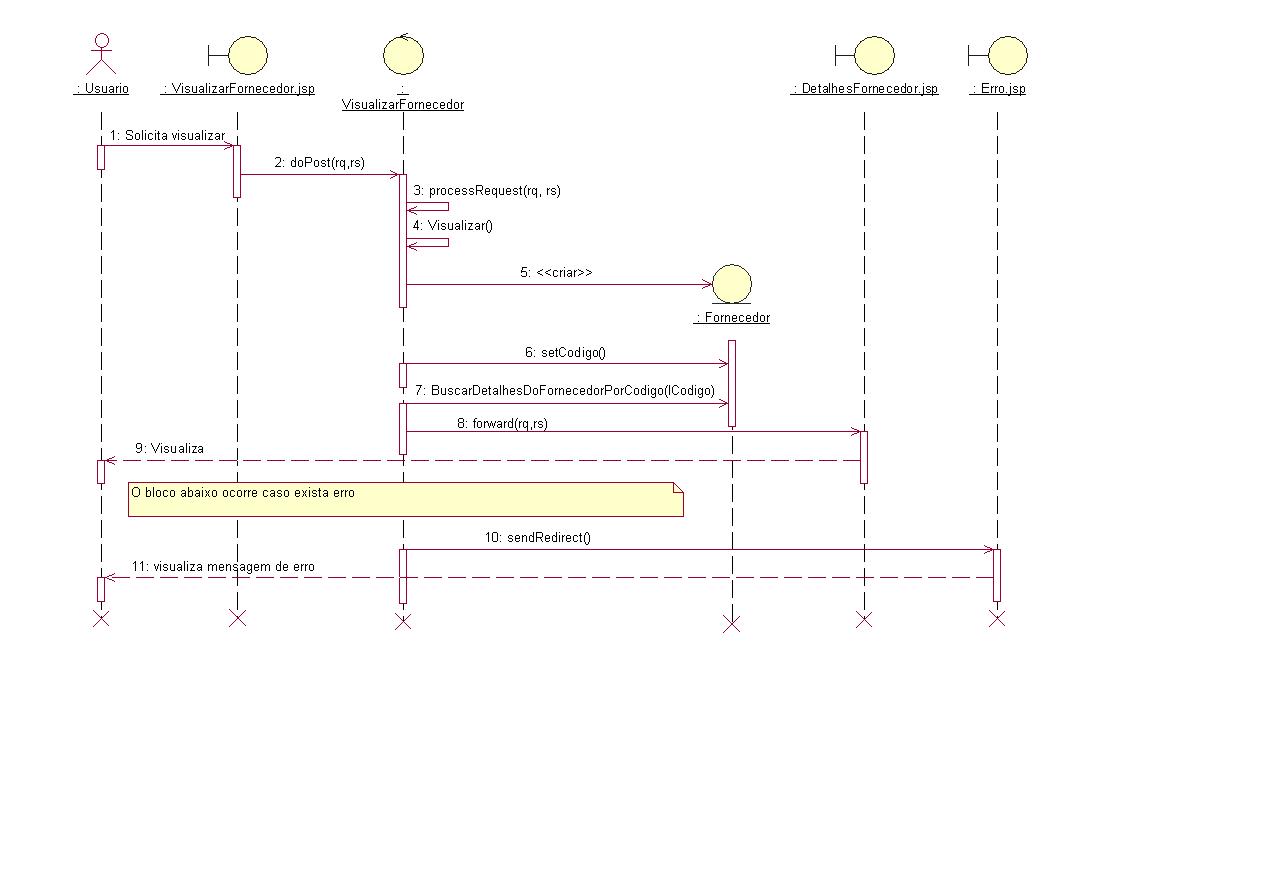 : Usuario
: VisualizarFornecedor.jsp
:
VisualizarFornecedor
: DetalhesFornecedor.jsp
: Erro.jsp
1: Solicita visualizar
2: doPost(rq,rs)
3: processRequest(rq, rs)
4: Visualizar()
5: <<criar>>
: Fornecedor
6: setCodigo()
7: BuscarDetalhesDoFornecedorPorCodigo(lCodigo)
8: forward(rq,rs)
9: Visualiza
O bloco abaixo ocorre caso exista erro
10: sendRedirect()
11: visualiza mensagem de erro